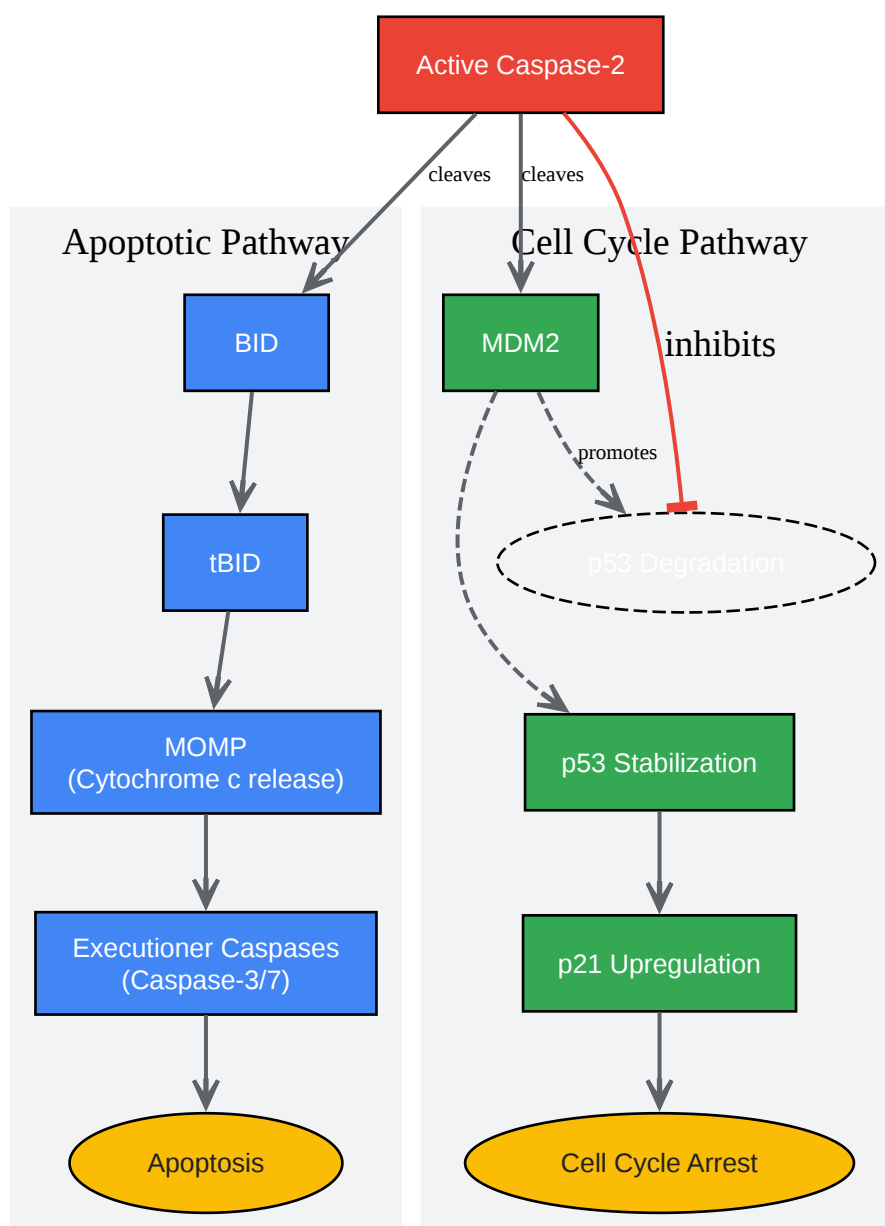 Active Caspase-2
cleaves
cleaves
Apoptotic Pathway
Cell Cycle Pathway
BID
MDM2
inhibits
promotes
tBID
p53 Degradation
MOMP
(Cytochrome c release)
p53 Stabilization
Executioner Caspases
(Caspase-3/7)
p21 Upregulation
Apoptosis
Cell Cycle Arrest